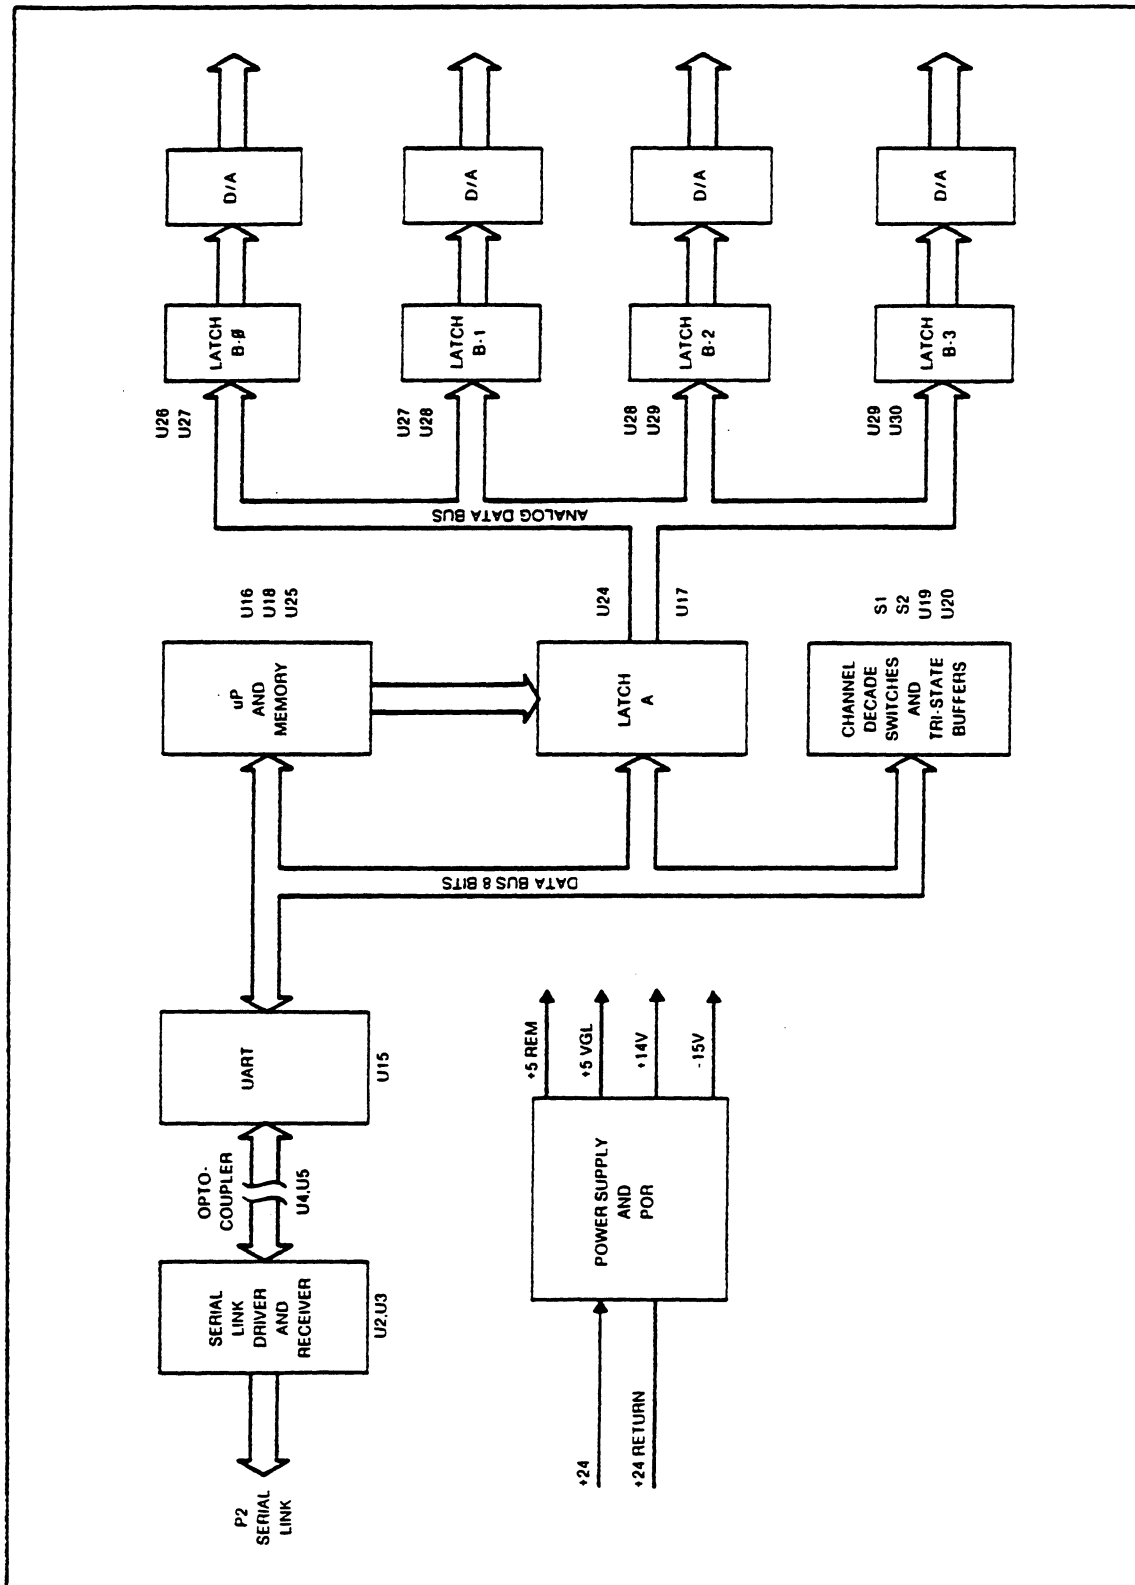 P2
SERIAL
LINK
SERIAL
LINK
DRIVER
AND
RECEIVER
U2,U3
OPTO-
COUPLER
U4,U5
UART
U15
DATA BUS 8 BITS
uP
AND
MEMORY
U16
U18
U25
LATCH
A
U24
U17
CHANNEL
DECADE
SWITCHES
AND
TRI-STATE
BUFFERS
S1
S2
U19
U20
ANALOG DATA BUS
U26
U27
LATCH
B-Ø
D/A
U27
U28
LATCH
B-1
D/A
U28
U29
LATCH
B-2
D/A
U29
U30
LATCH
B-3
D/A
+24
+24 RETURN
POWER SUPPLY
AND
POR
+5 REM
+5 VGL
+14V
-15V